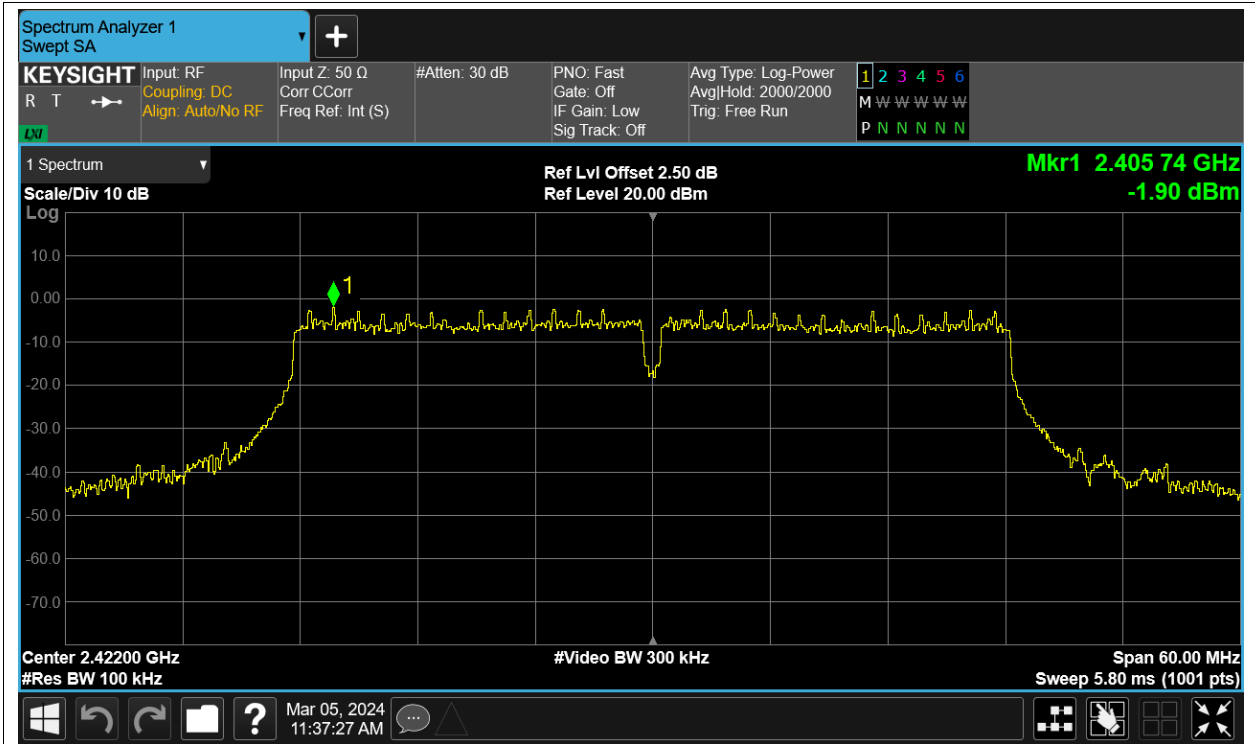 Spectrum Analyzer 1
Swept SA
KEYSIGHT
R T
LXI
Input: RF
Coupling: DC
Align: Auto/No RF
Input Z: 50 Ω
Corr CCorr
Freq Ref: Int (S)
#Atten: 30 dB
PNO: Fast
Gate: Off
IF Gain: Low
Sig Track: Off
Avg Type: Log-Power
Avg|Hold: 2000/2000
Trig: Free Run
1 2 3 4 5 6
M W W W W W
P N N N N N
1 Spectrum
Scale/Div 10 dB
Log
Ref Lvl Offset 2.50 dB
Ref Level 20.00 dBm
Mkr1 2.405 74 GHz
-1.90 dBm
1
10.0
0.00
-10.0
-20.0
-30.0
-40.0
-50.0
-60.0
-70.0
Center 2.42200 GHz
#Res BW 100 kHz
#Video BW 300 kHz
Span 60.00 MHz
Sweep 5.80 ms (1001 pts)
?
Mar 05, 2024
11:37:27 AM